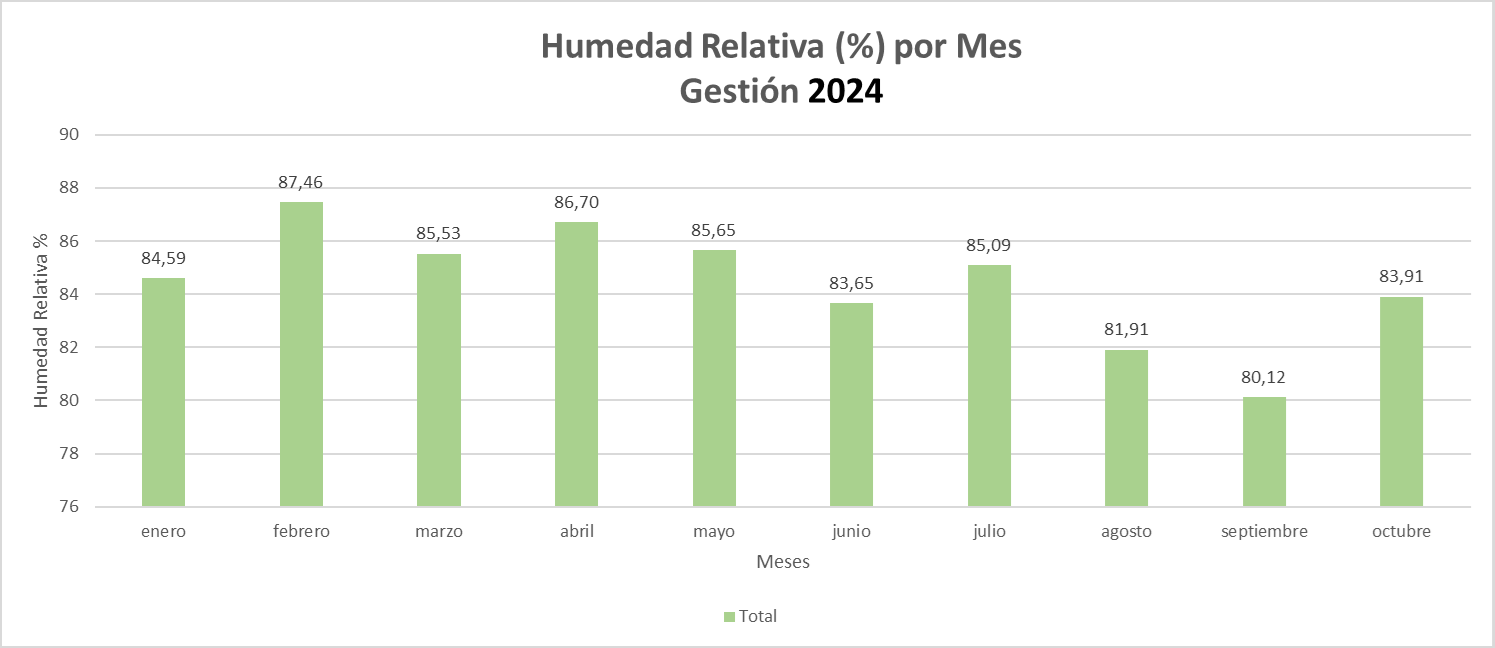 Humedad Relativa (%) por Mes
Gestión 2024
Humedad Relativa %
90
88
86
84
82
80
78
76
84,59
87,46
85,53
86,70
85,65
83,65
85,09
81,91
80,12
83,91
enero
febrero
marzo
abril
mayo
junio
julio
agosto
septiembre
octubre
Meses
Total